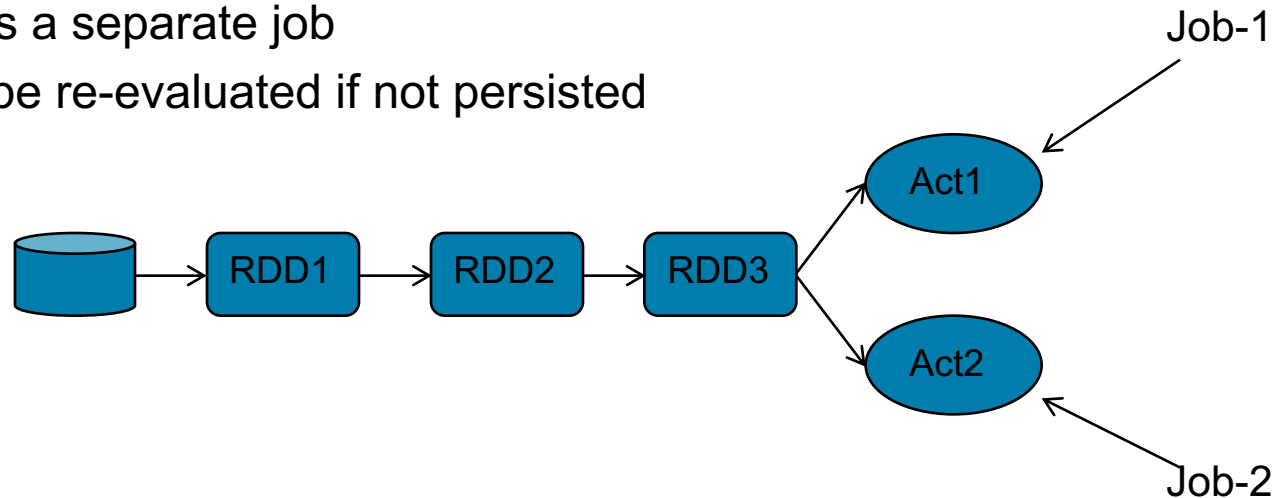 s a separate job
Job-1
be re-evaluated if not persisted
Act1
RDD1
RDD2
RDD3
Act2
Job-2